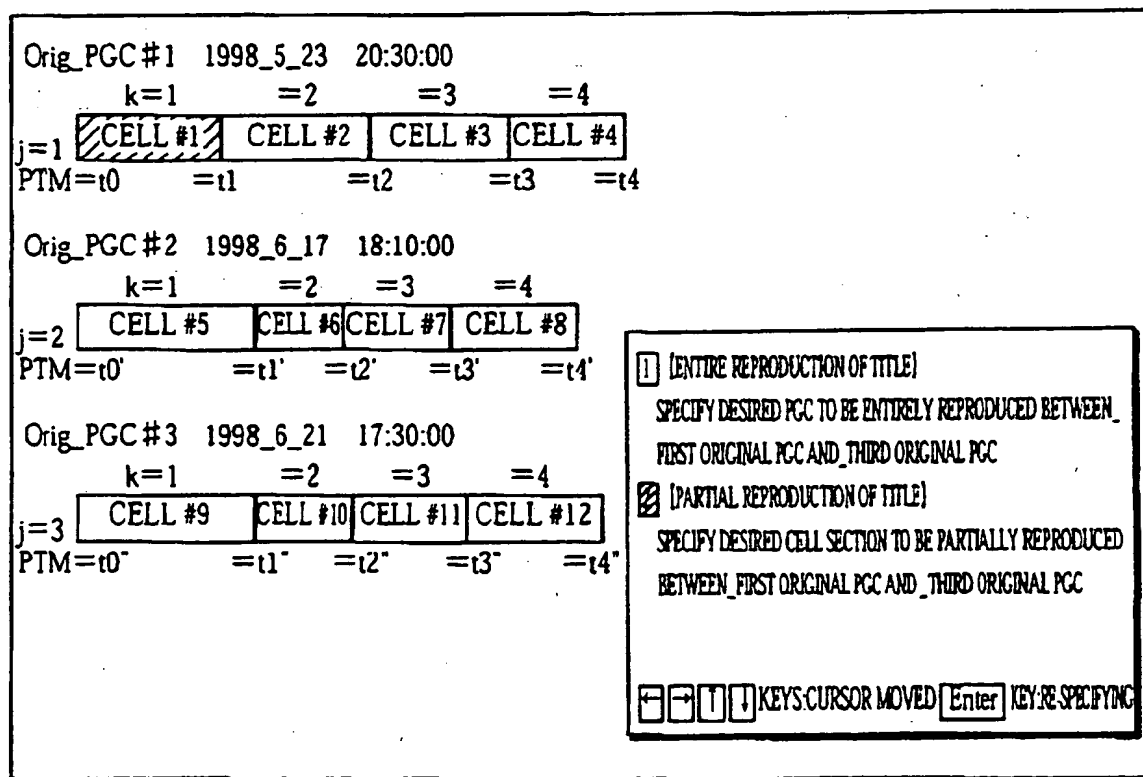 Orig_PGC#1 1998_5_23 20:30:00
k=1 =2 =3 =4
j=1 CELL #1 CELL #2 CELL #3 CELL #4
PTM=t0 =t1 =t2 =t3 =t4
Orig_PGC#2 1998_6_17 18:10:00
k=1 =2 =3 =4
j=2 CELL #5 CELL #6 CELL #7 CELL #8
PTM=t0' =t1' =t2' =t3' =t4'
Orig_PGC#3 1998_6_21 17:30:00
k=1 =2 =3 =4
j=3 CELL #9 CELL #10 CELL #11 CELL #12
PTM=t0" =t1" =t2" =t3" =t4"
1 [ENTIRE REPRODUCTION OF TITLE]
SPECIFY DESIRED PGC TO BE ENTIRELY REPRODUCED BETWEEN_
FIRST ORIGINAL PGC AND_THIRD ORIGINAL PGC
[PARTIAL REPRODUCTION OF TITLE]
SPECIFY DESIRED CELL SECTION TO BE PARTIALLY REPRODUCED
BETWEEN_FIRST ORIGINAL PGC AND_THIRD ORIGINAL PGC
← → ↑ ↓ KEYS:CURSOR MOVED Enter KEY:RE-SPECIFYING